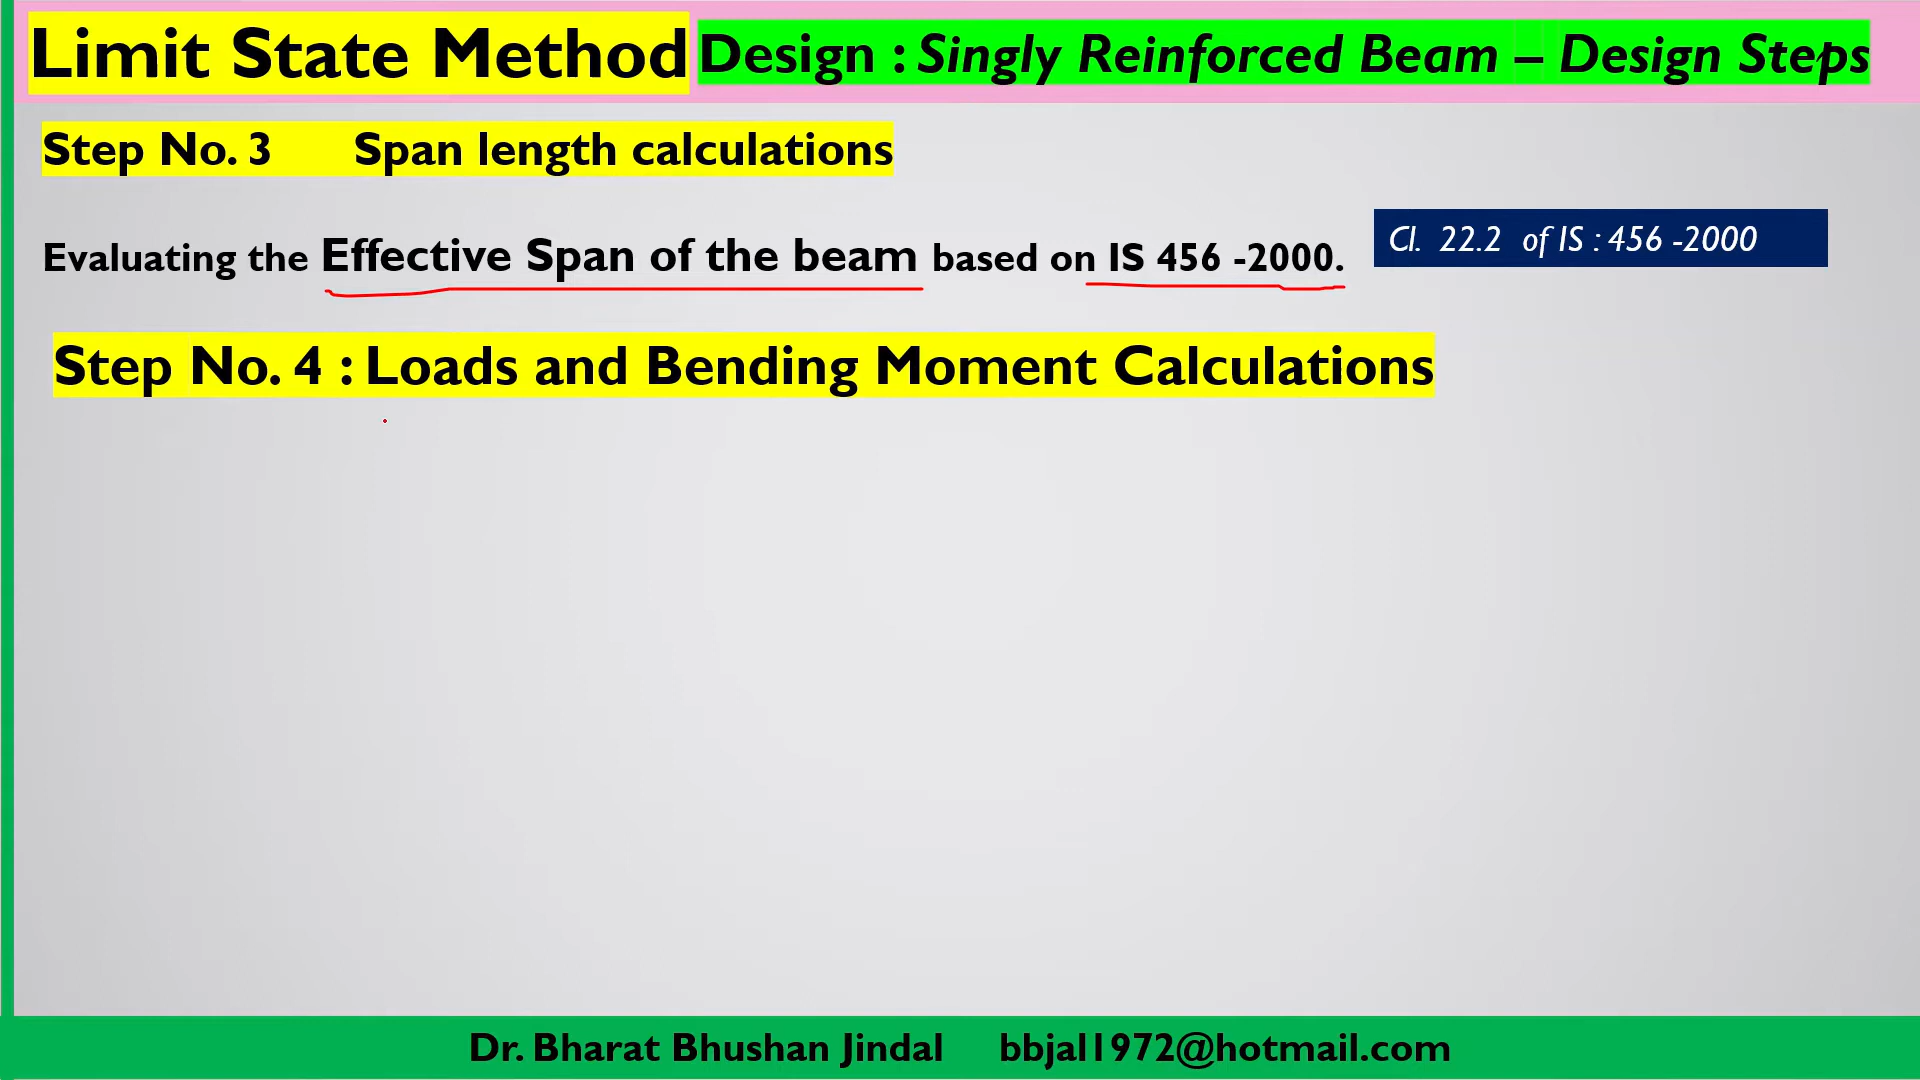 Limit State Method Design : Singly Reinforced Beam – Design Steps
Step No. 3 Span length calculations
Evaluating the Effective Span of the beam based on IS 456 -2000.
Cl. 22.2 of IS : 456 -2000
Step No. 4 : Loads and Bending Moment Calculations
Dr. Bharat Bhushan Jindal bbjal1972@hotmail.com